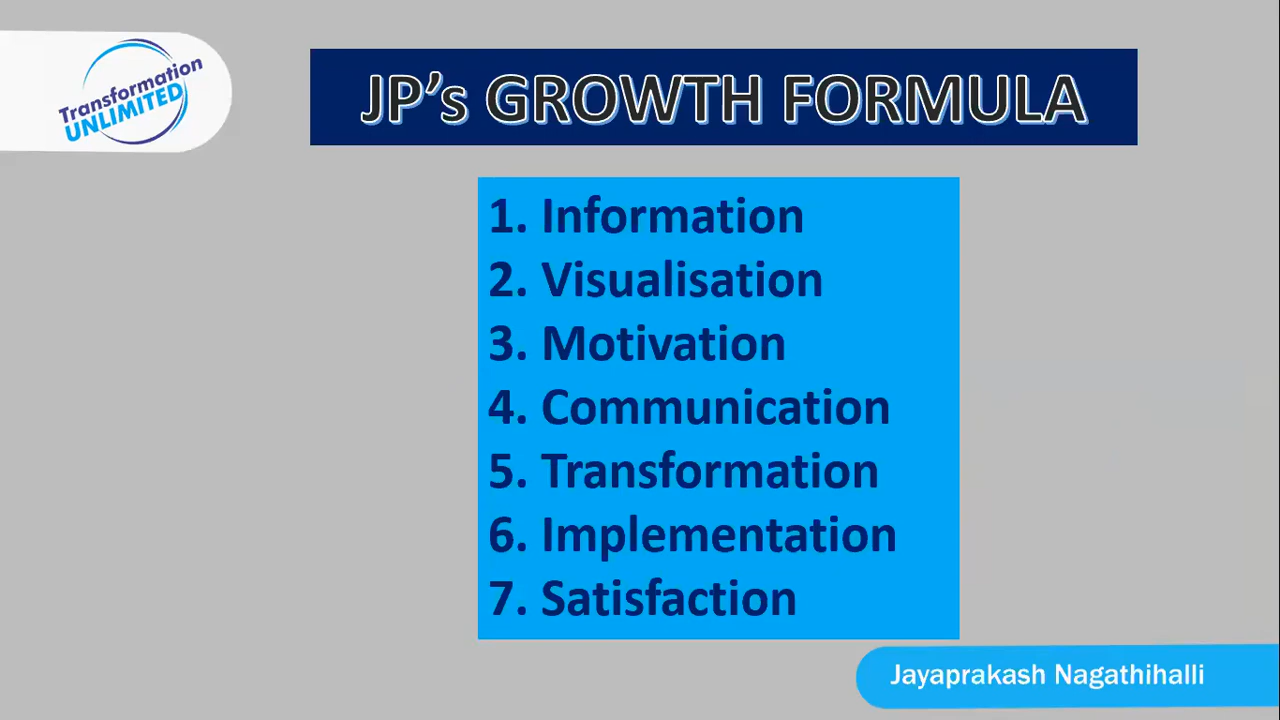 Transformation
UNLIMITED
JP's GROWTH FORMULA
1. Information
2. Visualisation
3. Motivation
4. Communication
5. Transformation
6. Implementation
7. Satisfaction
Jayaprakash Nagathihalli